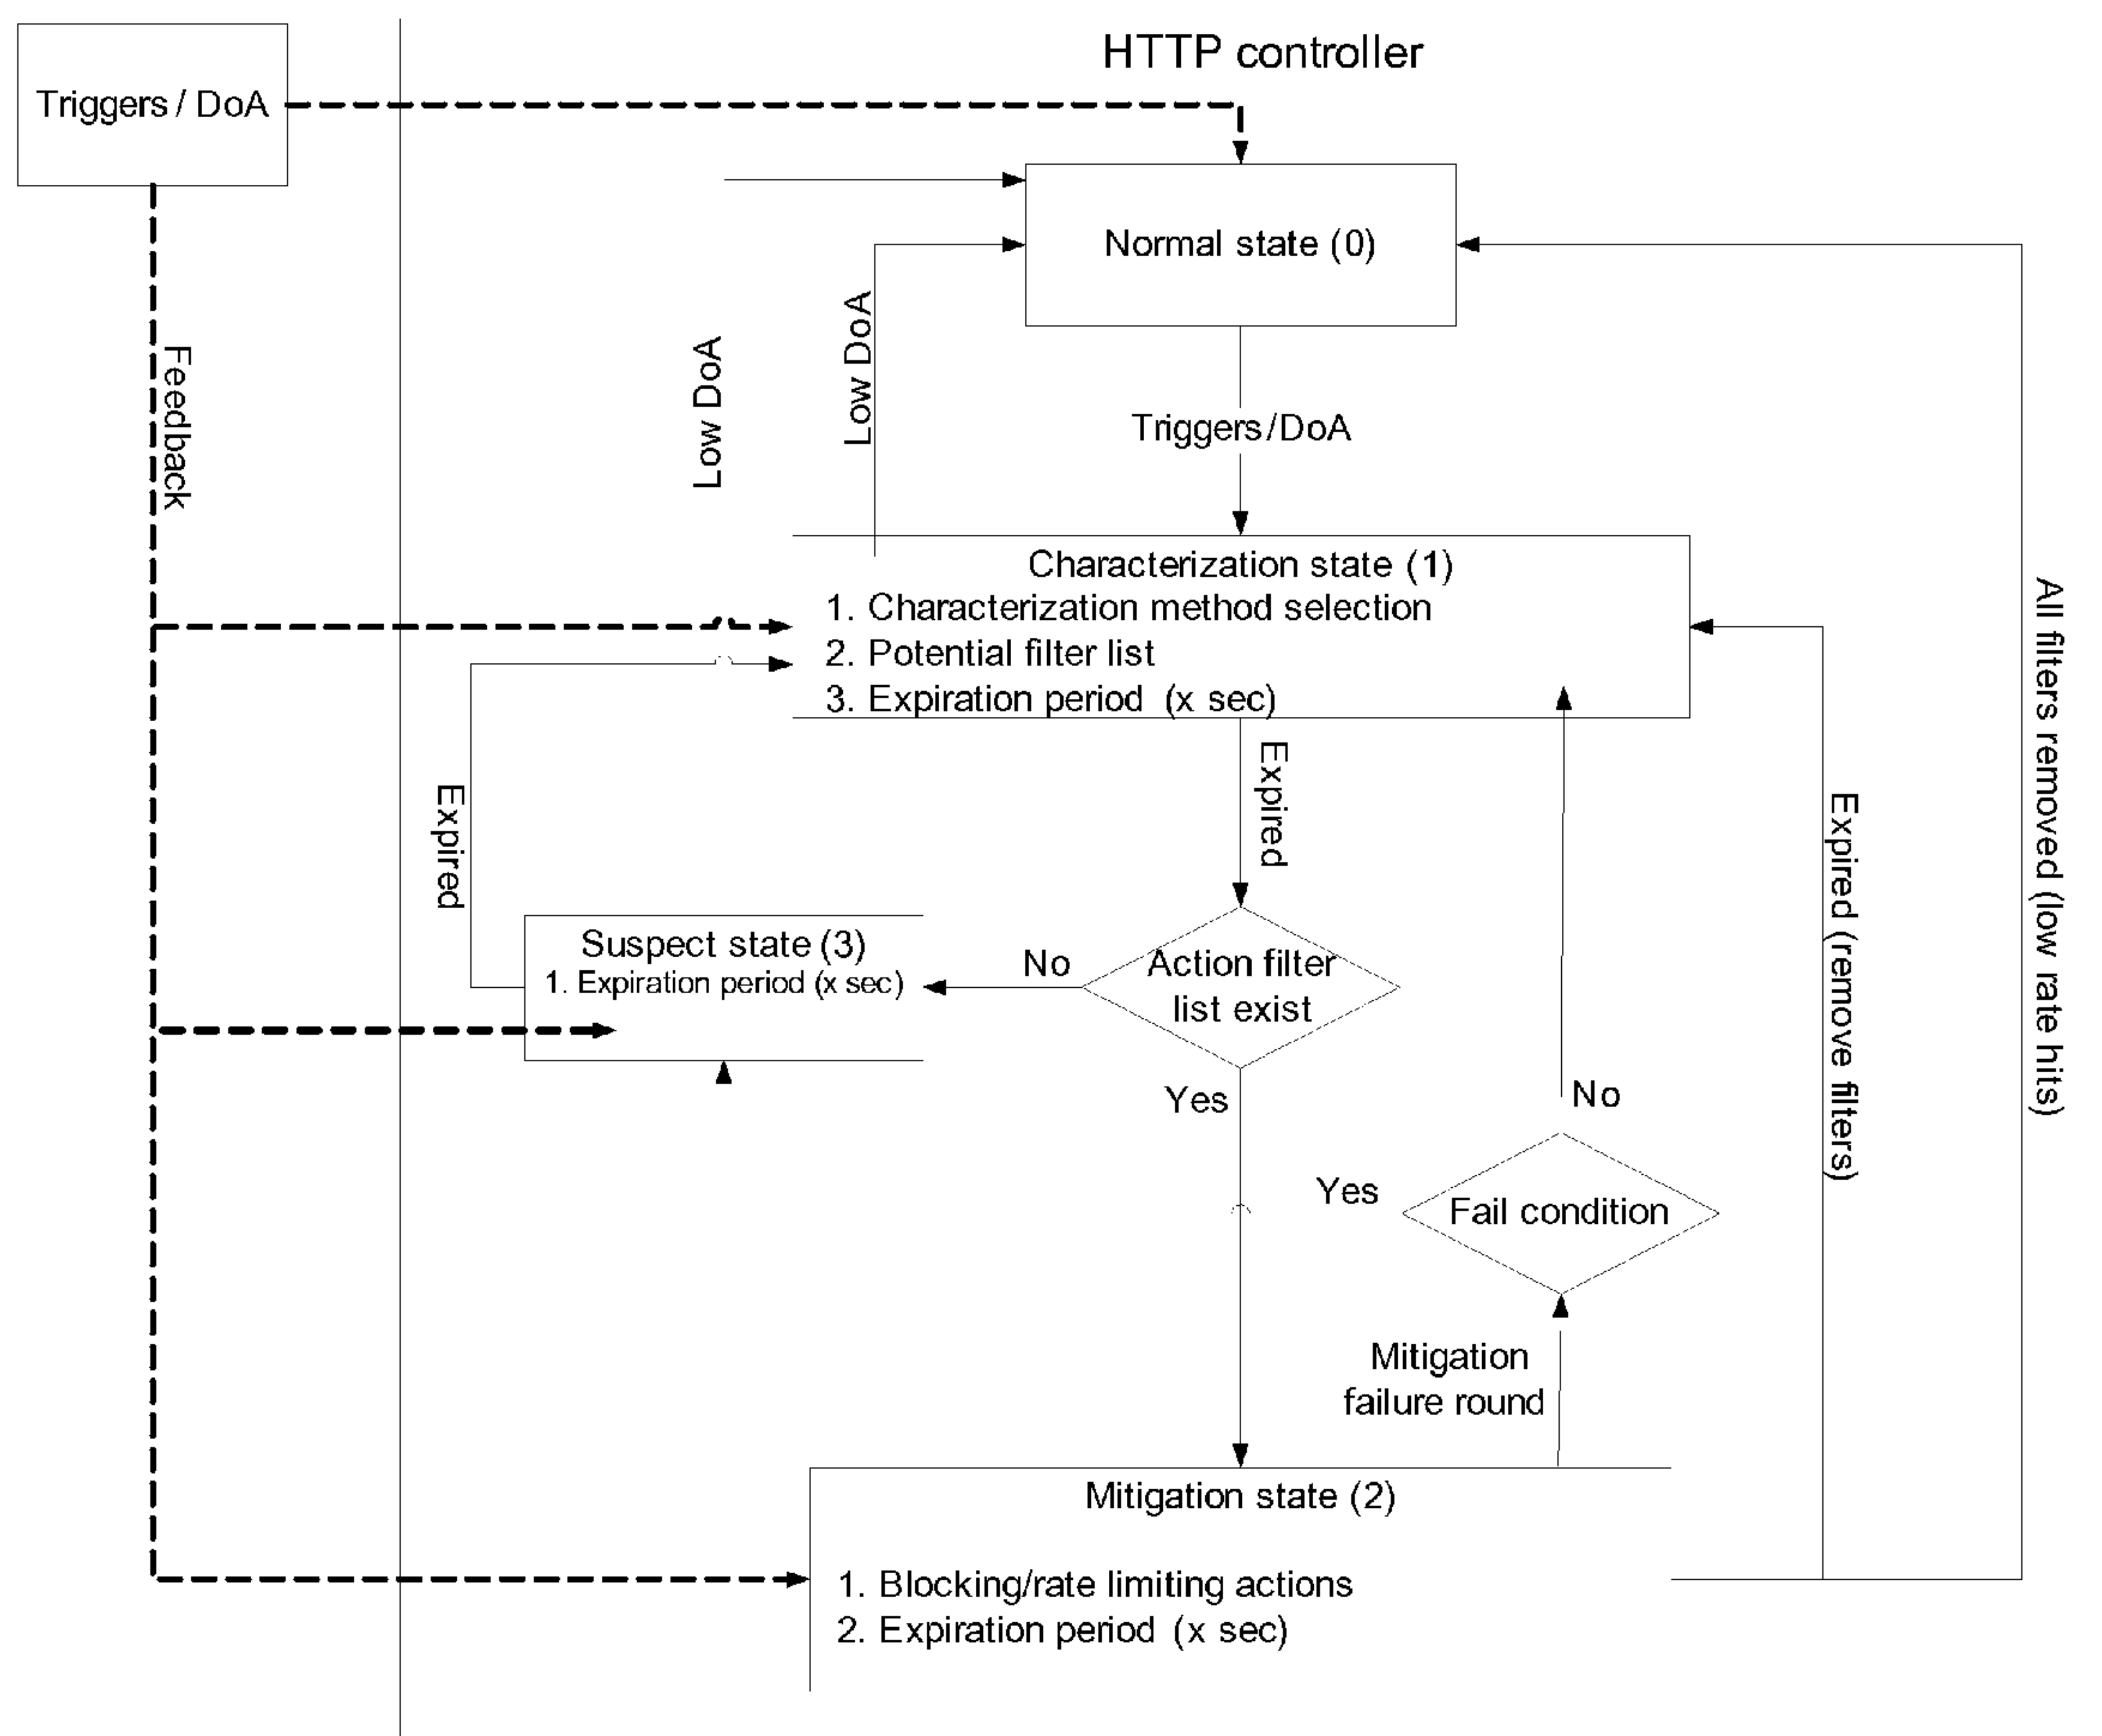 HTTP controller
Triggers / DoA
Normal state (0)
Feedback
Low DoA
Low DoA
Triggers/DoA
Characterization state (1)
1. Characterization method selection
2. Potential filter list
3. Expiration period (x sec)
All filters removed (low rate hits)
Expired
Expired
Expired (remove filters)
Suspect state (3)
1. Expiration period (x sec)
No
Action filter
list exist
Yes
No
Yes
Fail condition
Mitigation
failure round
Mitigation state (2)
1. Blocking/rate limiting actions
2. Expiration period (x sec)